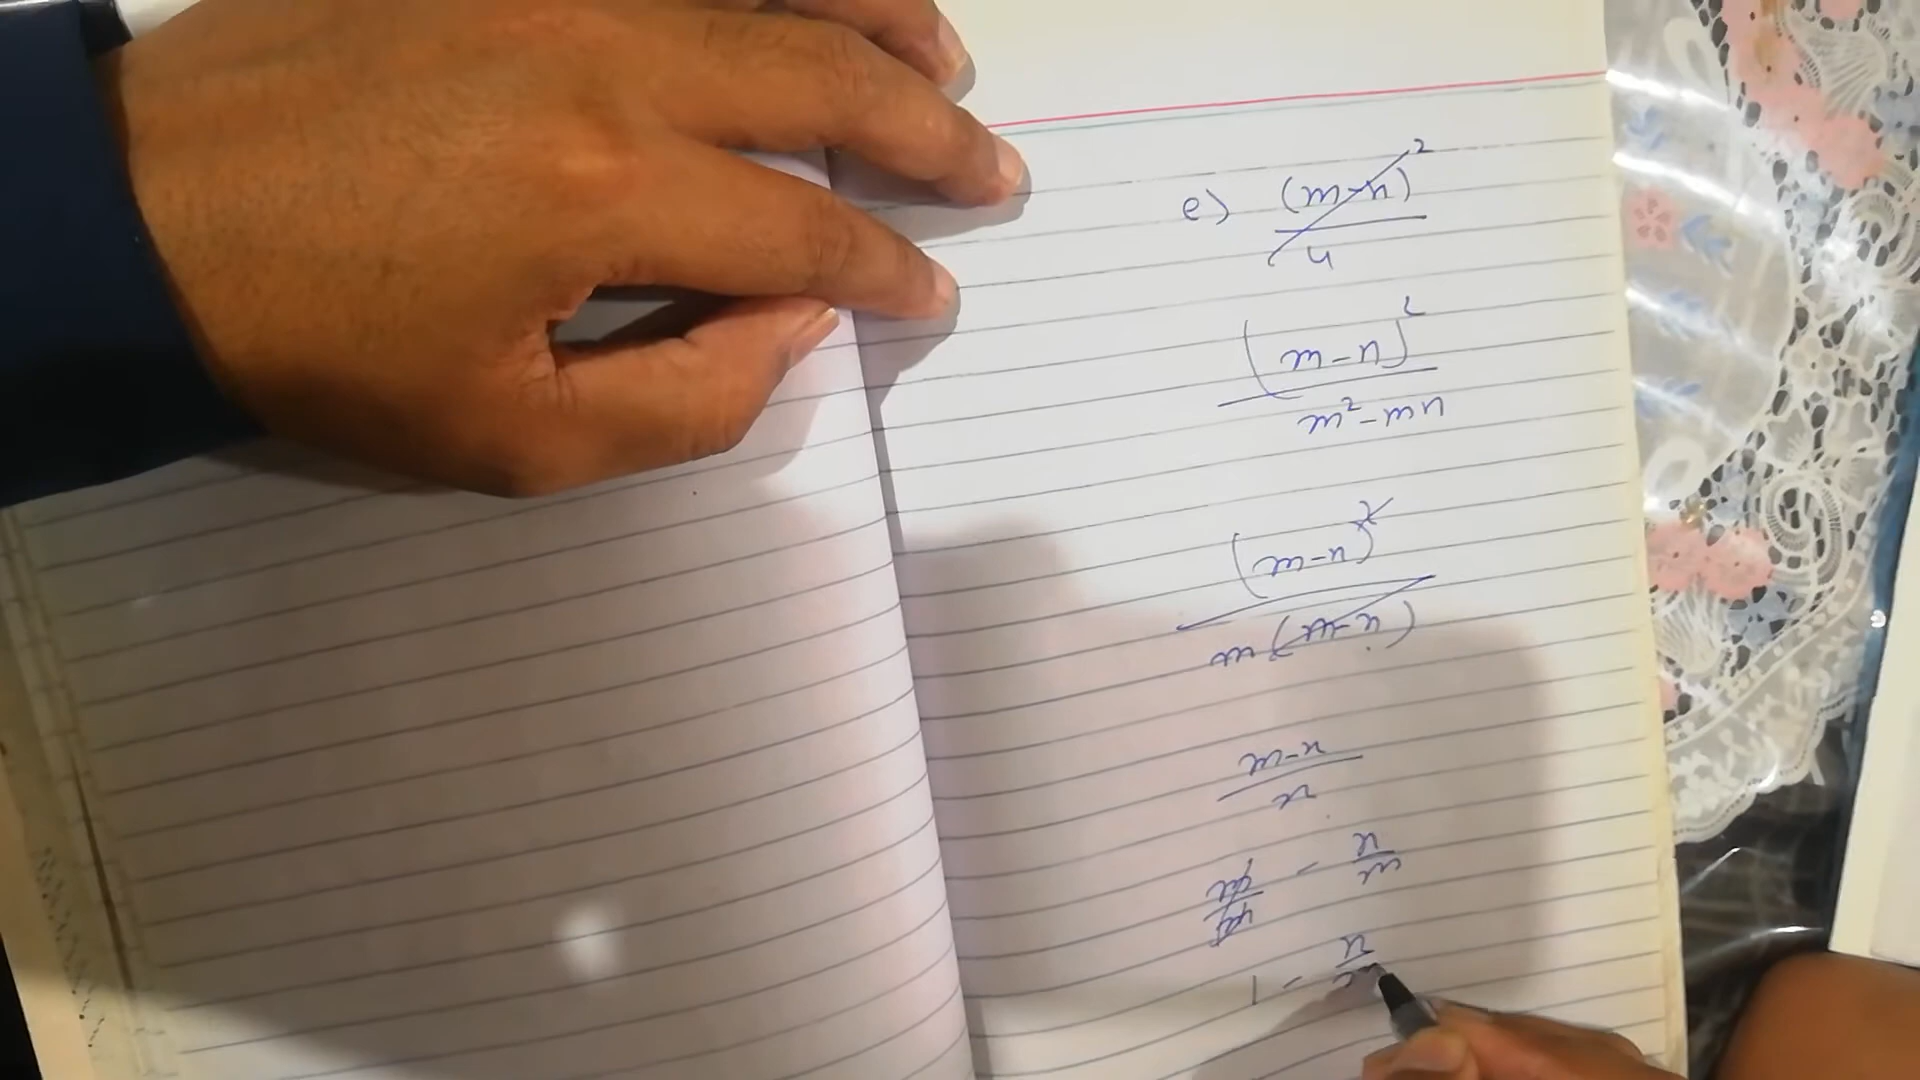 e) (m-n)²
4
(m-n)²
m²-mn
(m-n)²
m(m-n)
m-n
m
m/m - n/m
1 - n